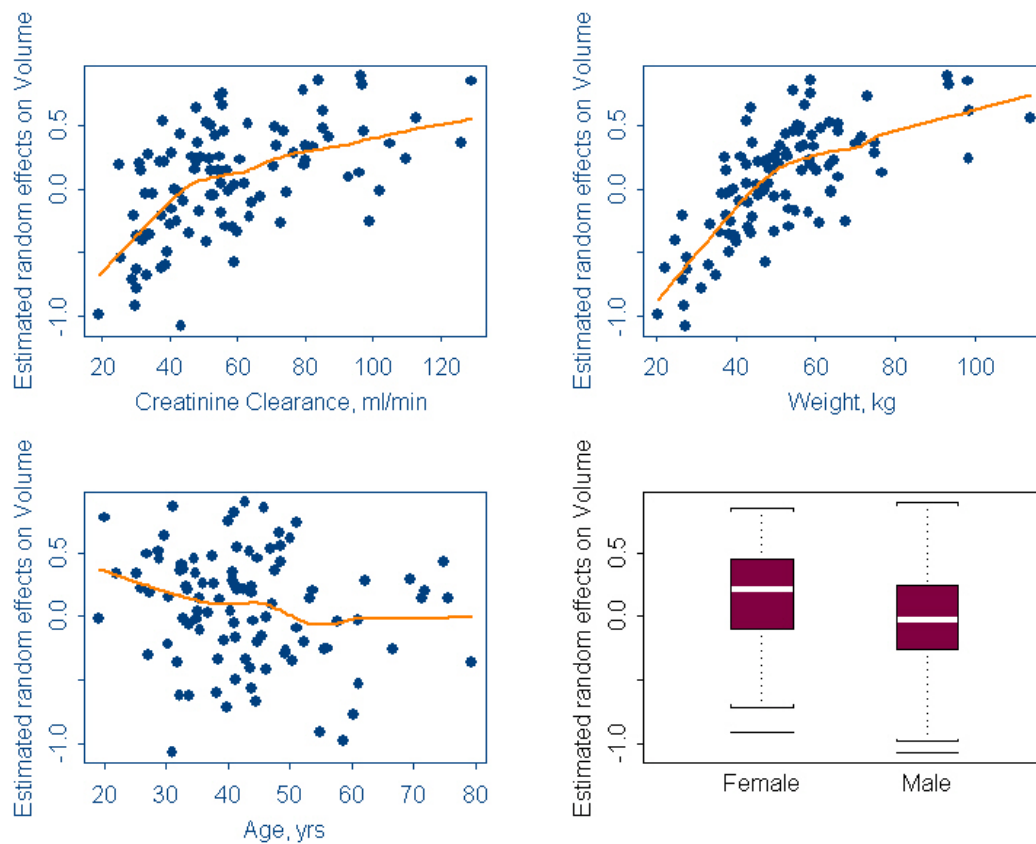 Estimated random effects on Volume
0.5
0.0
-1.0
20 40 60 80 100 120
Creatinine Clearance, ml/min
Estimated random effects on Volume
0.5
0.0
-1.0
20 40 60 80 100
Weight, kg
Estimated random effects on Volume
0.5
0.0
-1.0
20 30 40 50 60 70 80
Age, yrs
Estimated random effects on Volume
0.5
0.0
-1.0
Female Male